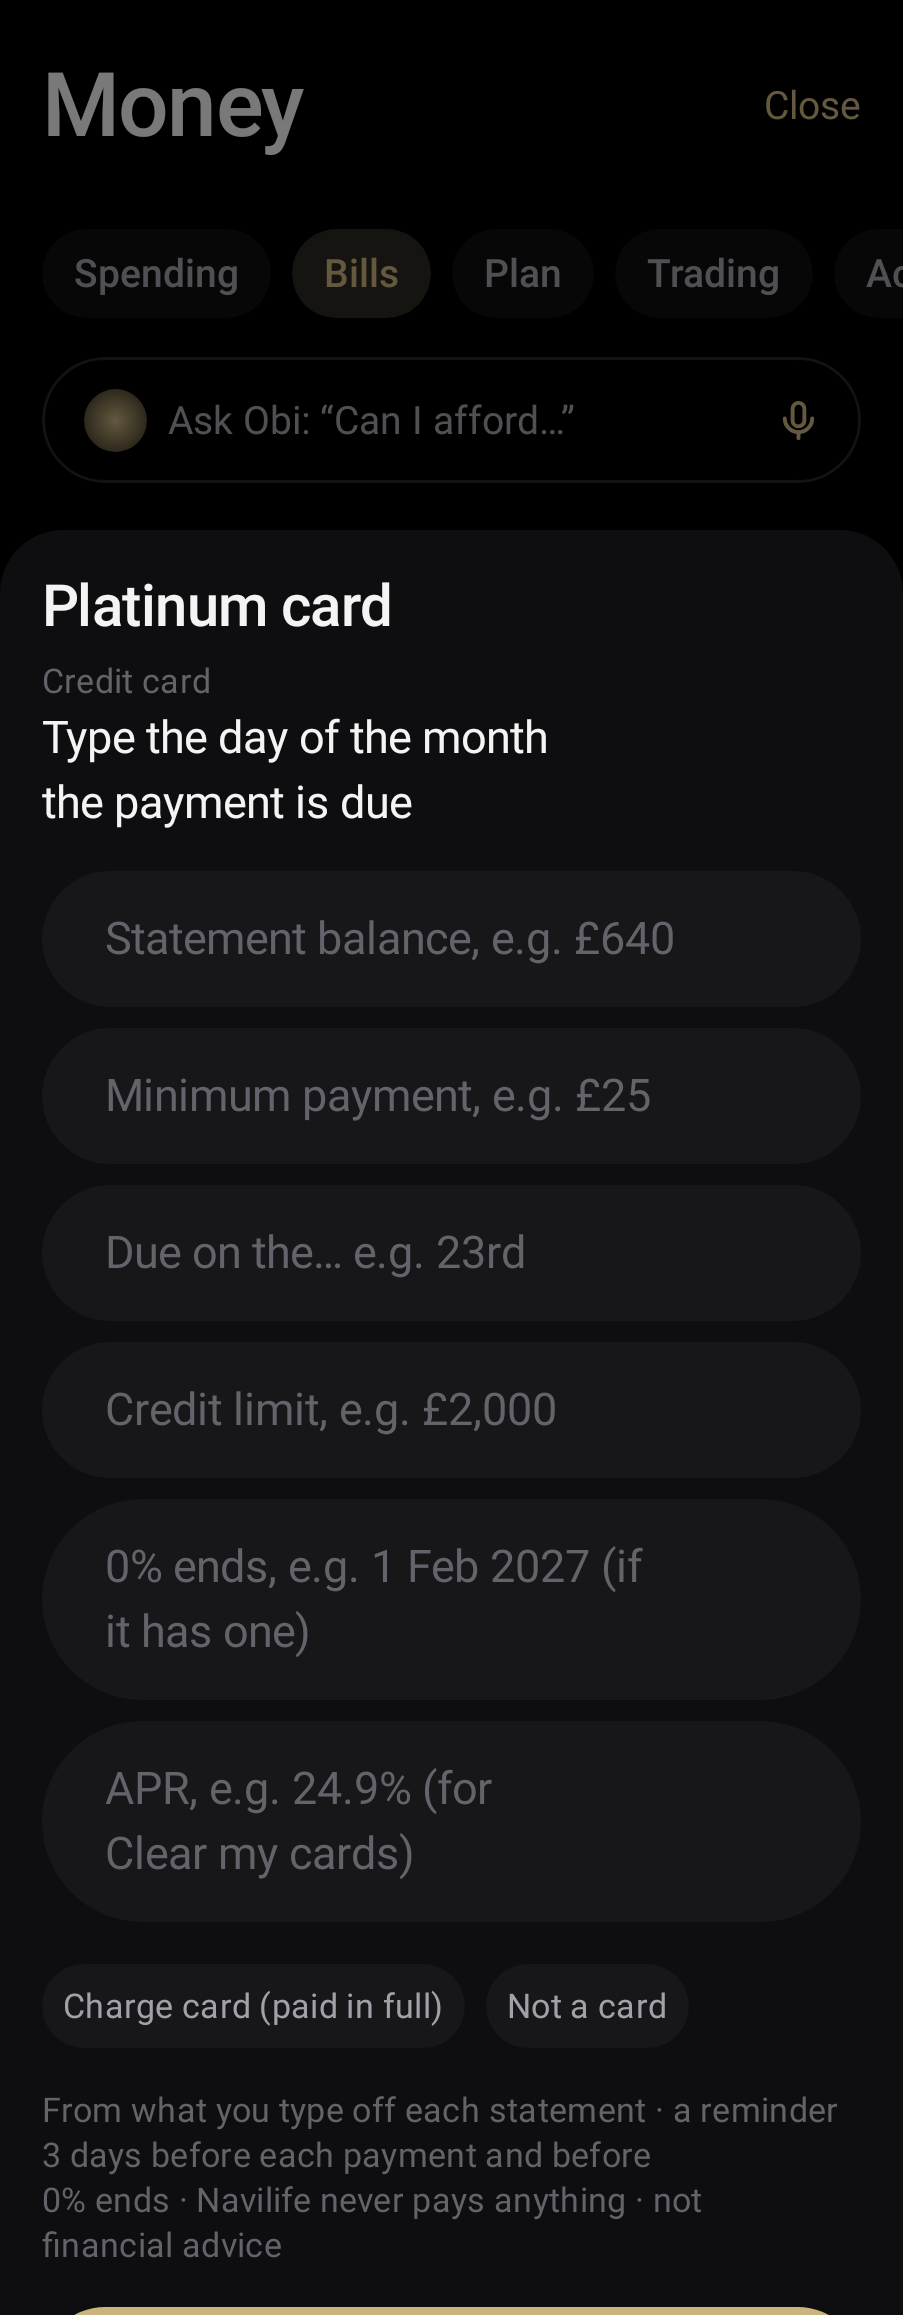 Money
Close
Spending
Bills
Plan
Trading
Ask Obi: “Can I afford…”
Platinum card
Credit card
Type the day of the month
the payment is due
Statement balance, e.g. £640
Minimum payment, e.g. £25
Due on the… e.g. 23rd
Credit limit, e.g. £2,000
0% ends, e.g. 1 Feb 2027 (if
it has one)
APR, e.g. 24.9% (for
Clear my cards)
Charge card (paid in full)
Not a card
From what you type off each statement · a reminder
3 days before each payment and before
0% ends · Navilife never pays anything · not
financial advice